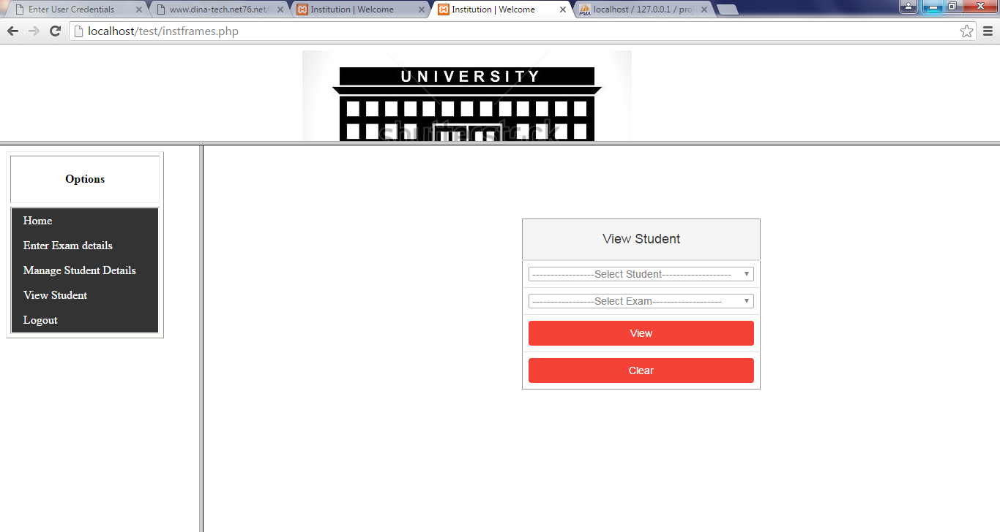 Enter User Credentials
www.dina-tech.net76.net/
Institution | Welcome
Institution | Welcome
localhost / 127.0.0.1 / pro
localhost/test/instframes.php
UNIVERSITY
shutterstock
Options
Home
Enter Exam details
Manage Student Details
View Student
Logout
View Student
-----------------Select Student-------------------
-----------------Select Exam-------------------
View
Clear